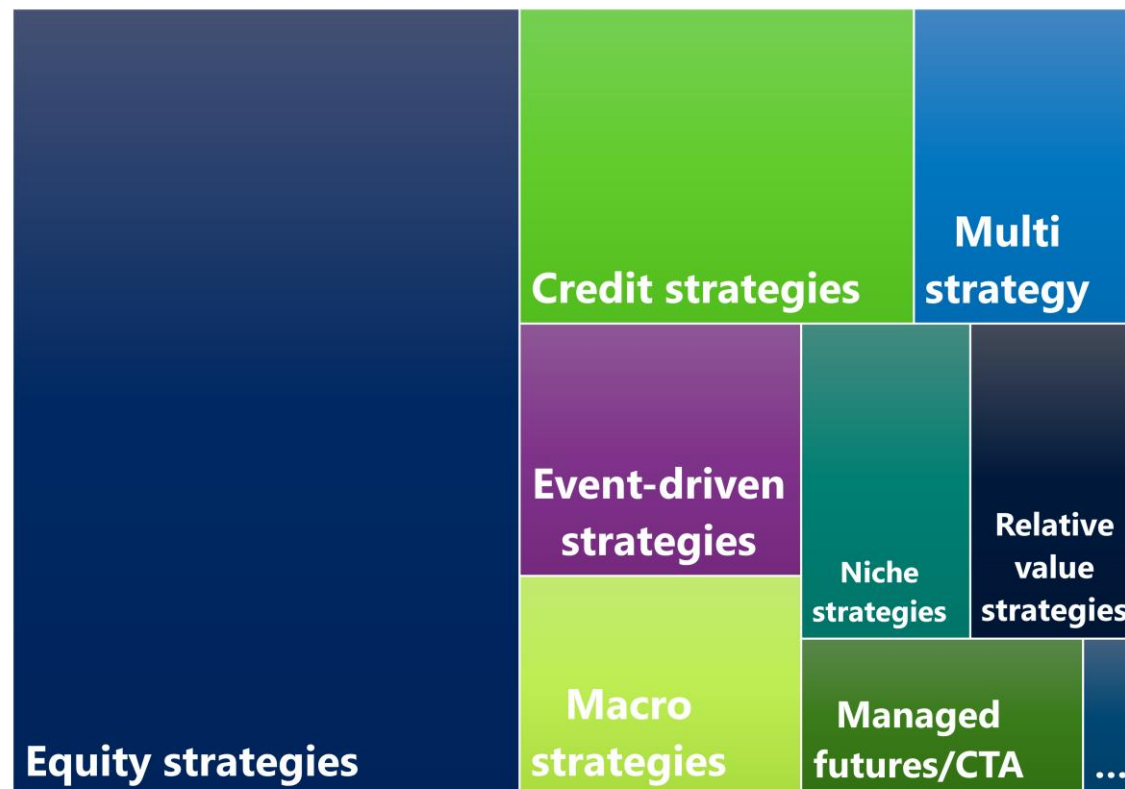 Equity strategies
Credit strategies
Multi
strategy
Event-driven
strategies
Macro
strategies
Niche
strategies
Relative
value
strategies
Managed
futures/CTA
...